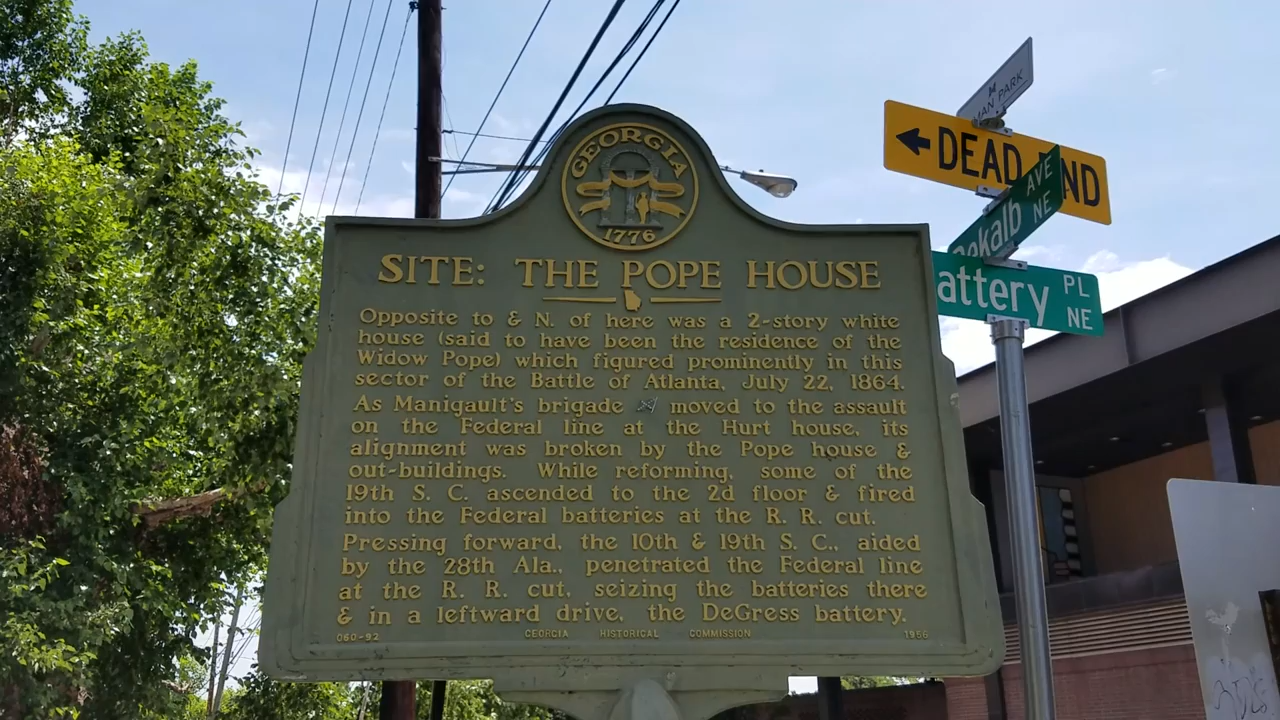 GEORGIA
1776
SITE: THE POPE HOUSE
Opposite to & N. of here was a 2-story white
house (said to have been the residence of the
Widow Pope) which figured prominently in this
sector of the Battle of Atlanta, July 22, 1864.
As Manigault's brigade moved to the assault
on the Federal line at the Hurt house, its
alignment was broken by the Pope house &
out-buildings. While reforming, some of the
19th S. C. ascended to the 2d floor & fired
into the Federal batteries at the R. R. cut.
Pressing forward, the 10th & 19th S. C., aided
by the 28th Ala., penetrated the Federal line
at the R. R. cut, seizing the batteries there
& in a leftward drive, the DeGress battery.
060-92 GEORGIA HISTORICAL COMMISSION 1956
MAN PARK
DEAD END
Dekalb AVE NE
attery PL NE